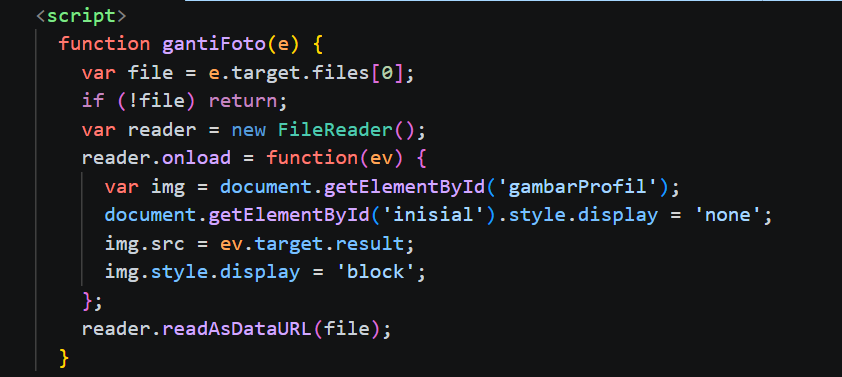 <script>
function gantiFoto(e) {
var file = e.target.files[0];
if (!file) return;
var reader = new FileReader();
reader.onload = function(ev) {
var img = document.getElementById('gambarProfil');
document.getElementById('inisial').style.display = 'none';
img.src = ev.target.result;
img.style.display = 'block';
};
reader.readAsDataURL(file);
}